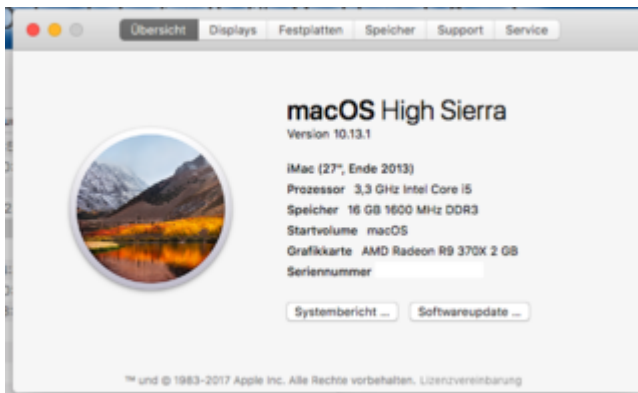 Übersicht Displays Festplatten Speicher Support Service
macOS High Sierra
Version 10.13.1
iMac (27", Ende 2013)
Prozessor 3,3 GHz Intel Core i5
Speicher 16 GB 1600 MHz DDR3
Startvolume macOS
Grafikkarte AMD Radeon R9 370X 2 GB
Seriennummer
Systembericht ... Softwareupdate ...
™ und © 1983-2017 Apple Inc. Alle Rechte vorbehalten. Lizenzvereinbarung